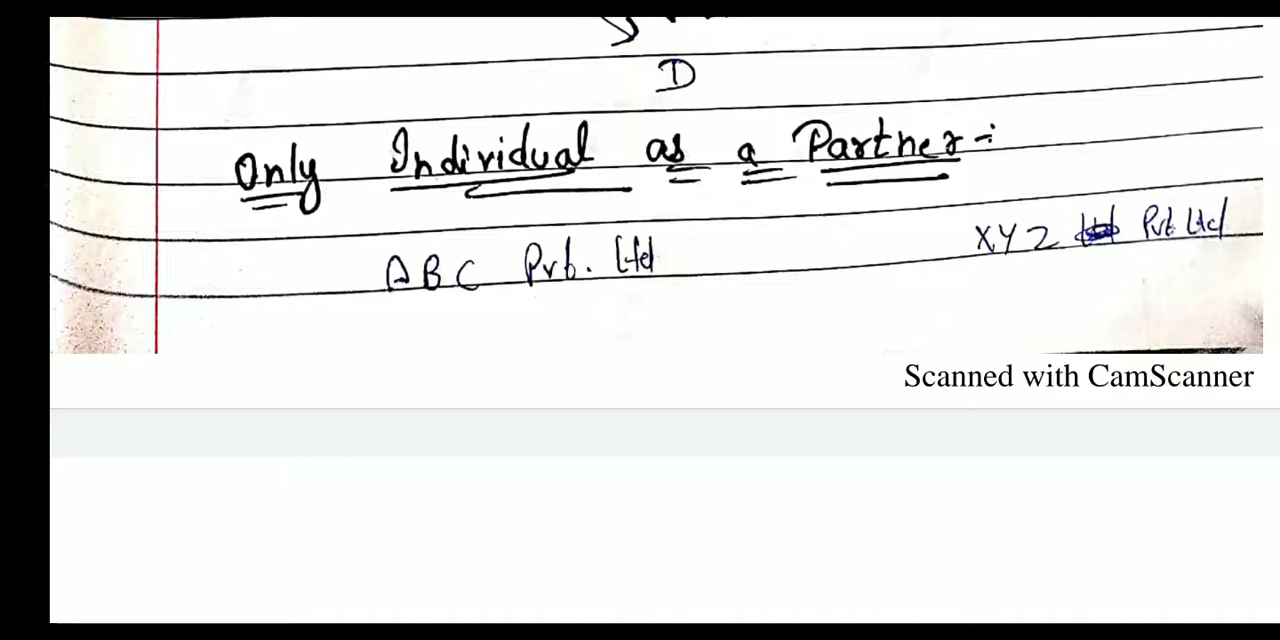 D
Only Individual as a Partner :-
ABC Pvt. Ltd
XYZ Pvt Ltd
Scanned with CamScanner